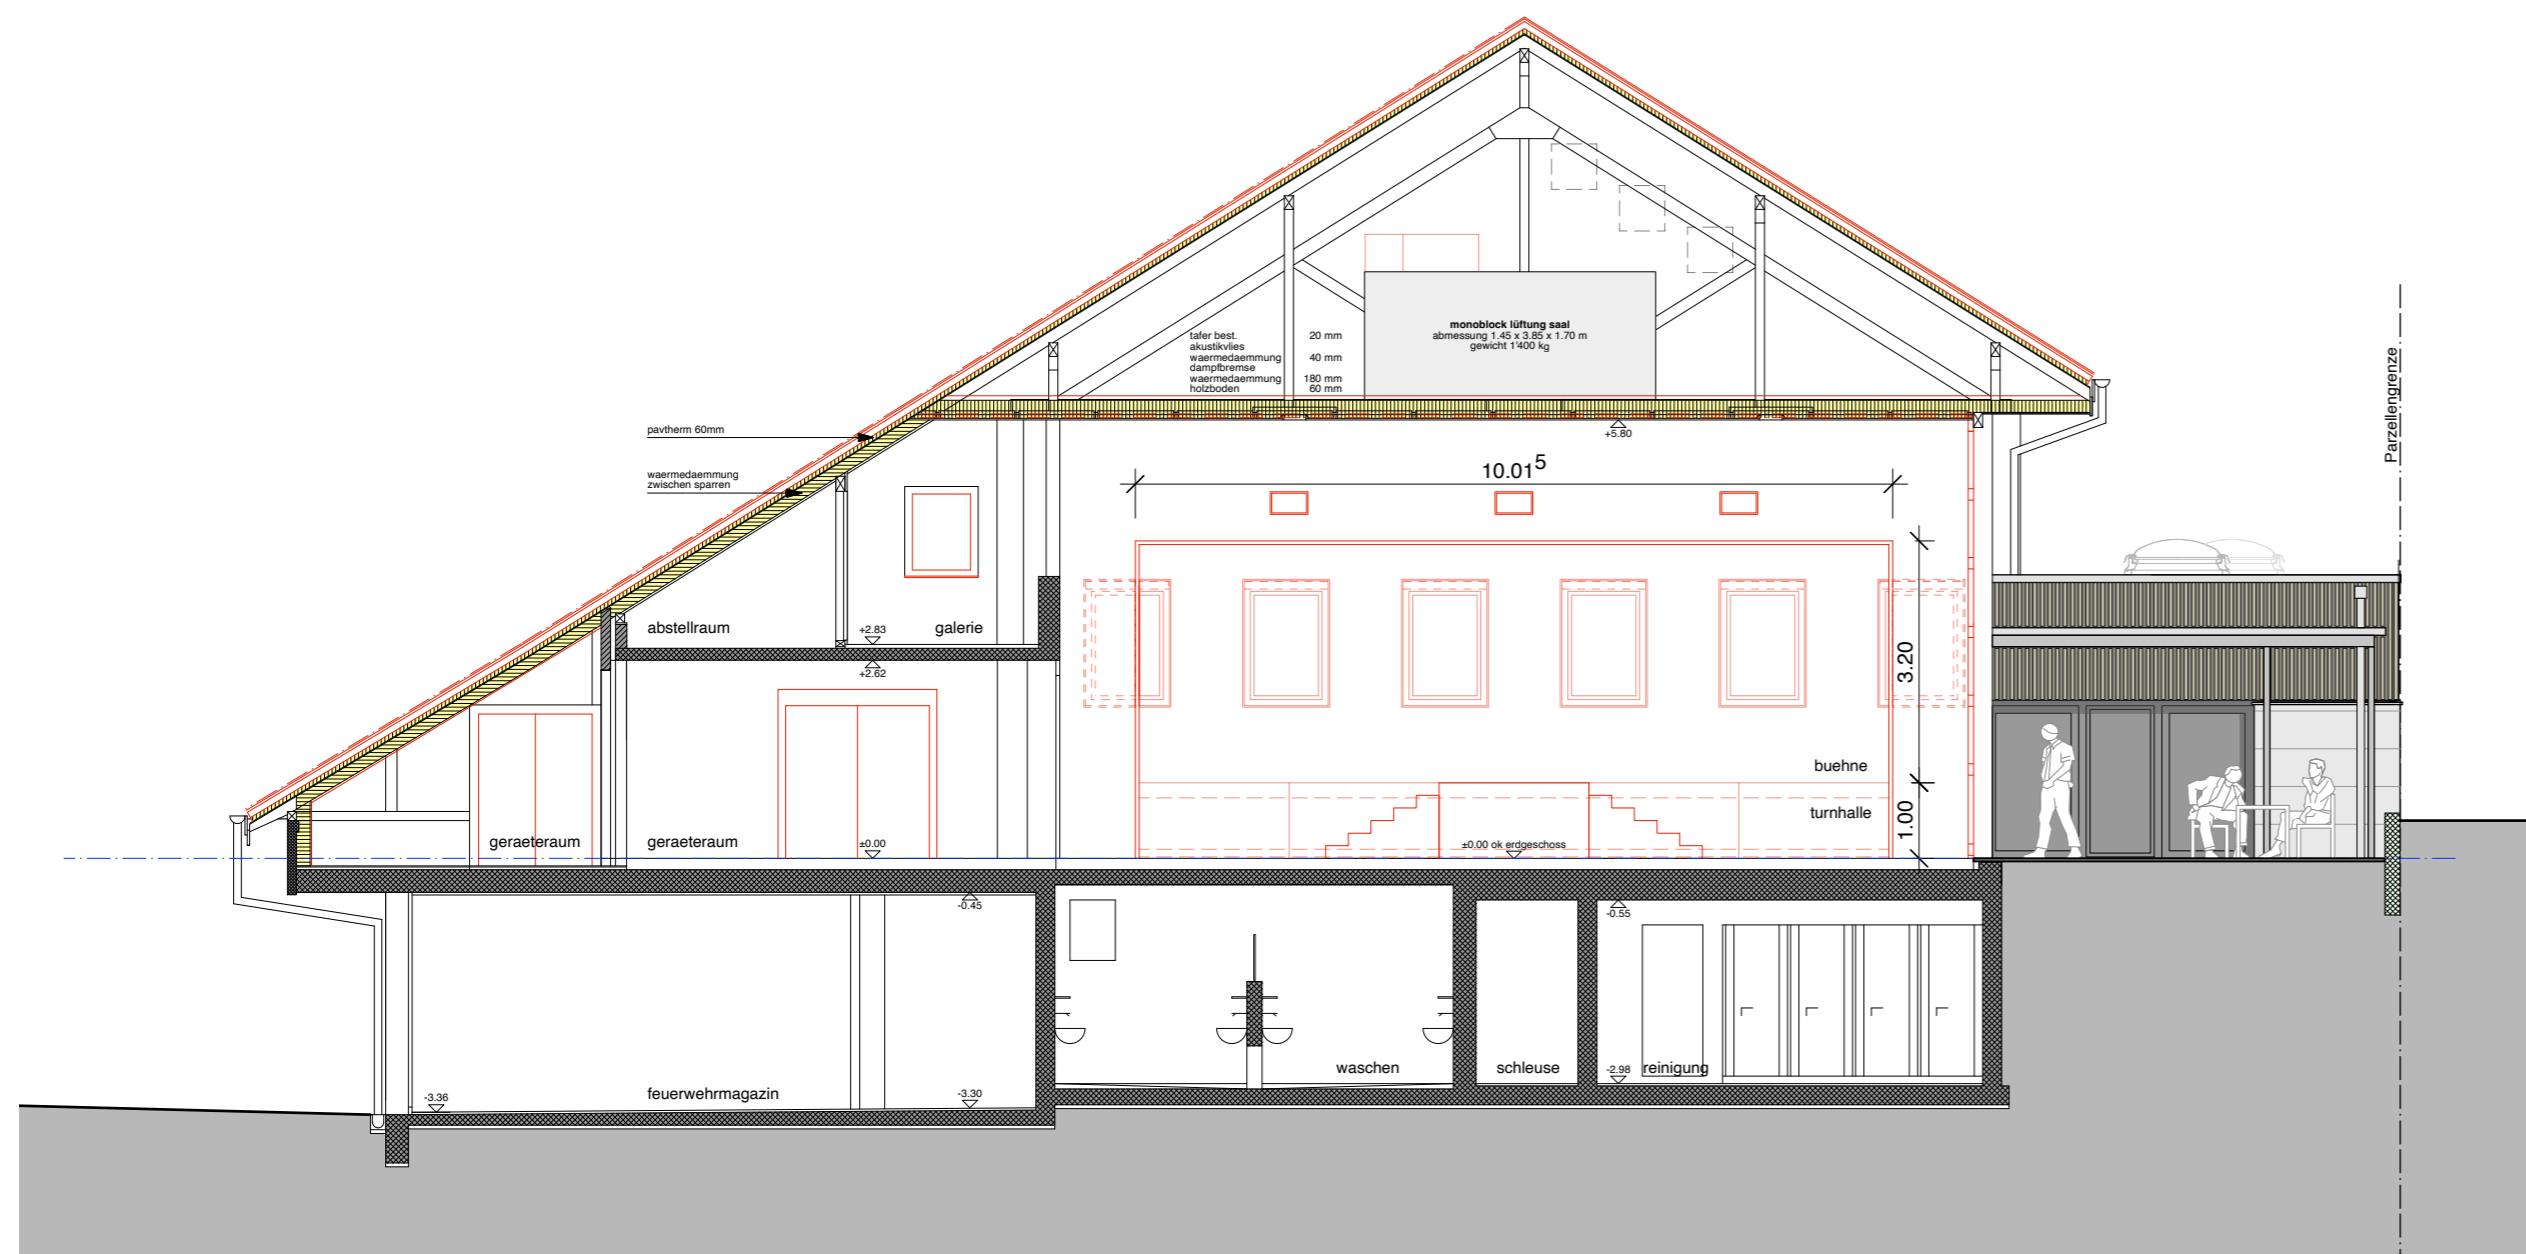 monoblock lüftung saal
abmessung 1.45 x 3.85 x 1.70 m
gewicht 1'400 kg
tafer best. 20 mm
akustikvlies
waermedaemmung 40 mm
dampfbremse
waermedaemmung 180 mm
holzboden 60 mm
Parzellengrenze
pavtherm 60mm
+5.80
waermedaemmung
zwischen sparren
10.01⁵
abstellraum
+2.83
galerie
+2.62
3.20
buehne
turnhalle
1.00
geraeteraum
geraeteraum
±0.00
±0.00 ok erdgeschoss
-0.45
-0.55
waschen
schleuse
-2.98
reinigung
-3.36
feuerwehrmagazin
-3.30